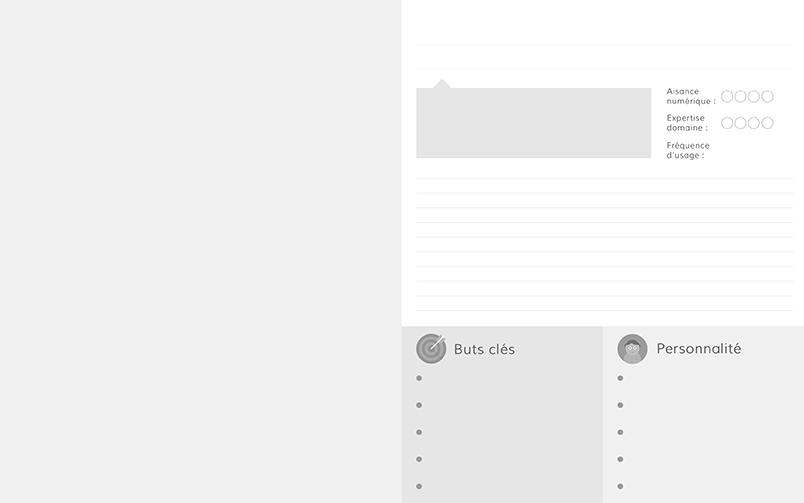 Aisance
numérique :
Expertise
domaine :
Fréquence
d'usage :
Buts clés
Personnalité